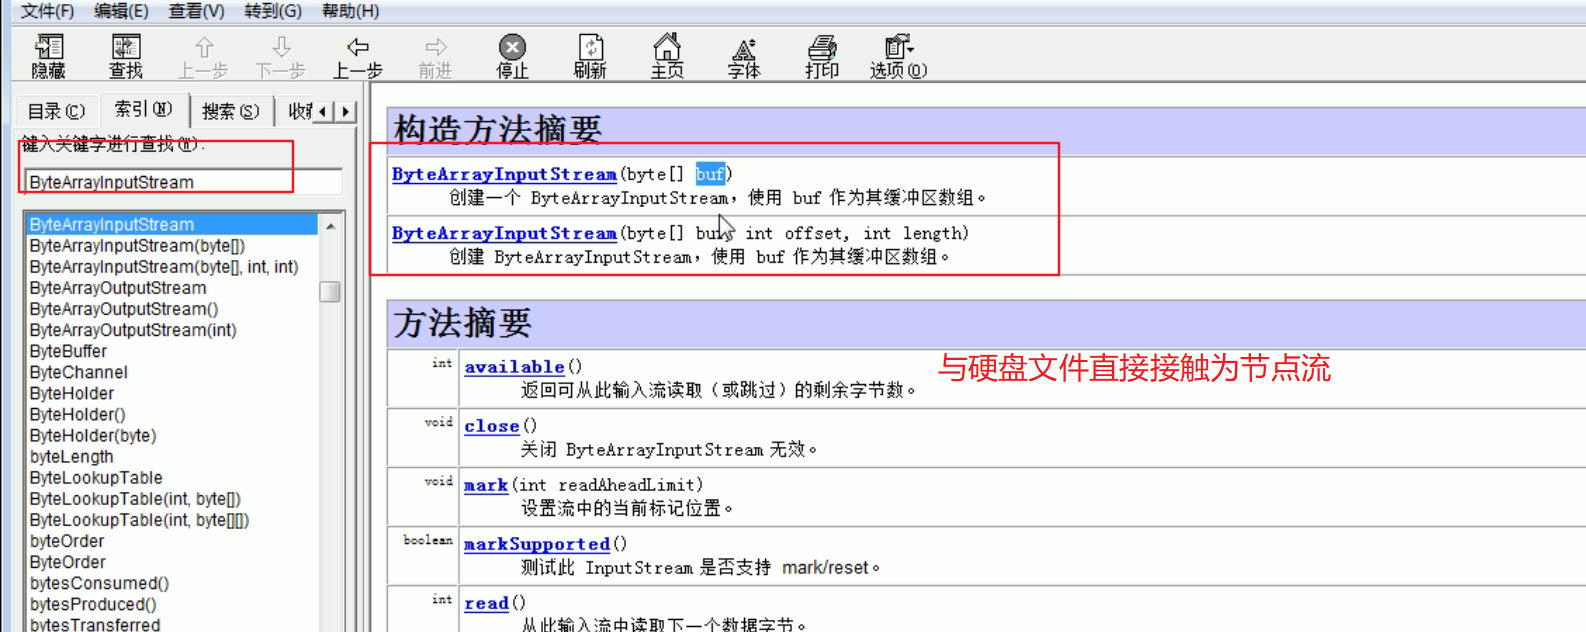 文件(F) 编辑(E) 查看(V) 转到(G) 帮助(H)
隐藏 查找 上一步 下一步 上一步 前进 停止 刷新 主页 字体 打印 选项(O)
目录(C) 索引(N) 搜索(S)
键入关键字进行查找(W):
ByteArrayInputStream
ByteArrayInputStream
ByteArrayInputStream(byte[])
ByteArrayInputStream(byte[], int, int)
ByteArrayOutputStream
ByteArrayOutputStream()
ByteArrayOutputStream(int)
ByteBuffer
ByteChannel
ByteHolder
ByteHolder()
ByteHolder(byte)
byteLength
ByteLookupTable
ByteLookupTable(int, byte[])
ByteLookupTable(int, byte[][])
byteOrder
ByteOrder
bytesConsumed()
bytesProduced()
bytesTransferred
构造方法摘要
ByteArrayInputStream(byte[] buf)
创建一个 ByteArrayInputStream，使用 buf 作为其缓冲区数组。
ByteArrayInputStream(byte[] buf, int offset, int length)
创建 ByteArrayInputStream，使用 buf 作为其缓冲区数组。
方法摘要
int available()
返回可从此输入流读取（或跳过）的剩余字节数。
与硬盘文件直接接触为节点流
void close()
关闭 ByteArrayInputStream 无效。
void mark(int readAheadLimit)
设置流中的当前标记位置。
boolean markSupported()
测试此 InputStream 是否支持 mark/reset。
int read()
从此输入流中读取下一个数据字节。